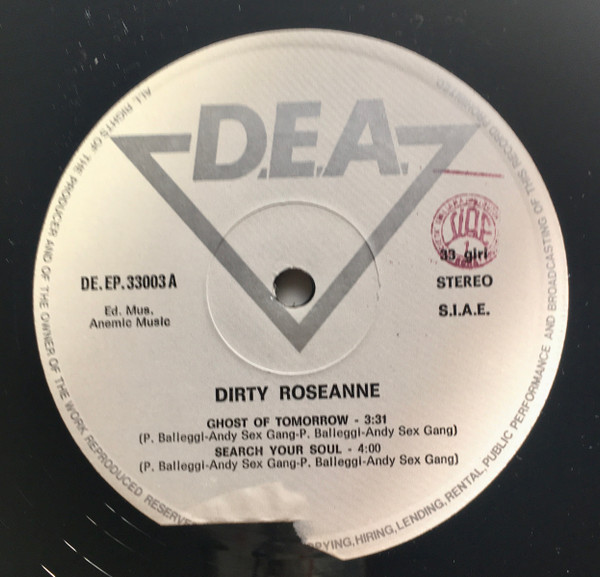 D.E.A.
SIAE
33 giri
DE. EP. 33003 A
STEREO
Ed. Mus.
Anemic Music
S.I.A.E.
DIRTY ROSEANNE
GHOST OF TOMORROW - 3:31
(P. Balleggi-Andy Sex Gang-P. Balleggi-Andy Sex Gang)
SEARCH YOUR SOUL - 4:00
(P. Balleggi-Andy Sex Gang-P. Balleggi-Andy Sex Gang)
ALL RIGHTS OF THE PRODUCER AND OF THE OWNER OF THE WORK REPRODUCED RESERVED
COPYING, HIRING, LENDING, RENTAL, PUBLIC PERFORMANCE AND BROADCASTING OF THIS RECORD PROHIBITED